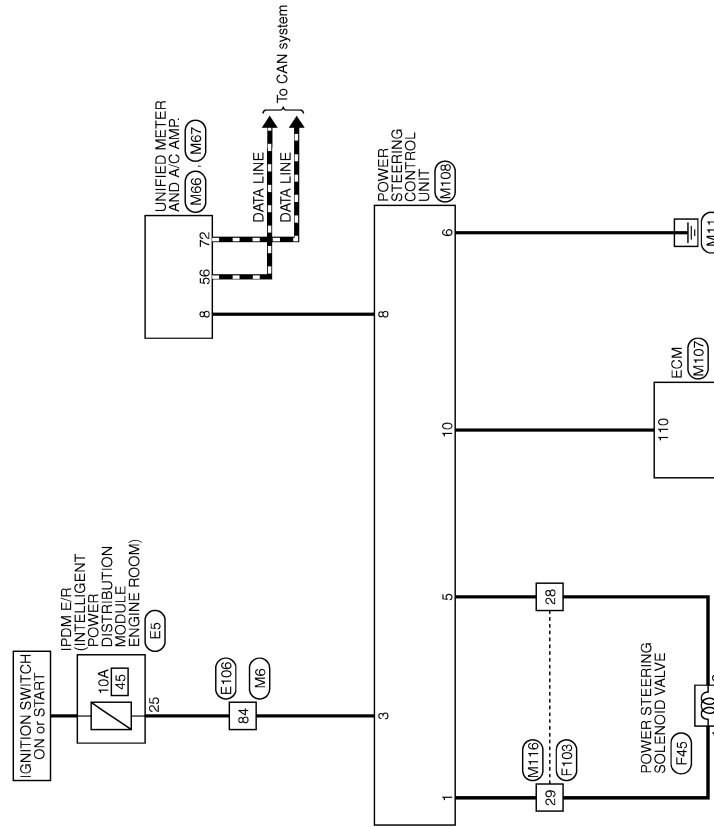 IGNITION SWITCH
ON or START
IPDM E/R
(INTELLIGENT
POWER
DISTRIBUTION
MODULE
ENGINE ROOM)
E5
10A
45
25
E106
84
M6
3
UNIFIED METER
AND A/C AMP.
M66 , M67
8
56
72
DATA LINE
DATA LINE
To CAN system
POWER
STEERING
CONTROL
UNIT
M108
8
1
5
10
6
M116
29
F103
28
POWER STEERING
SOLENOID VALVE
F45
ECM
M107
110